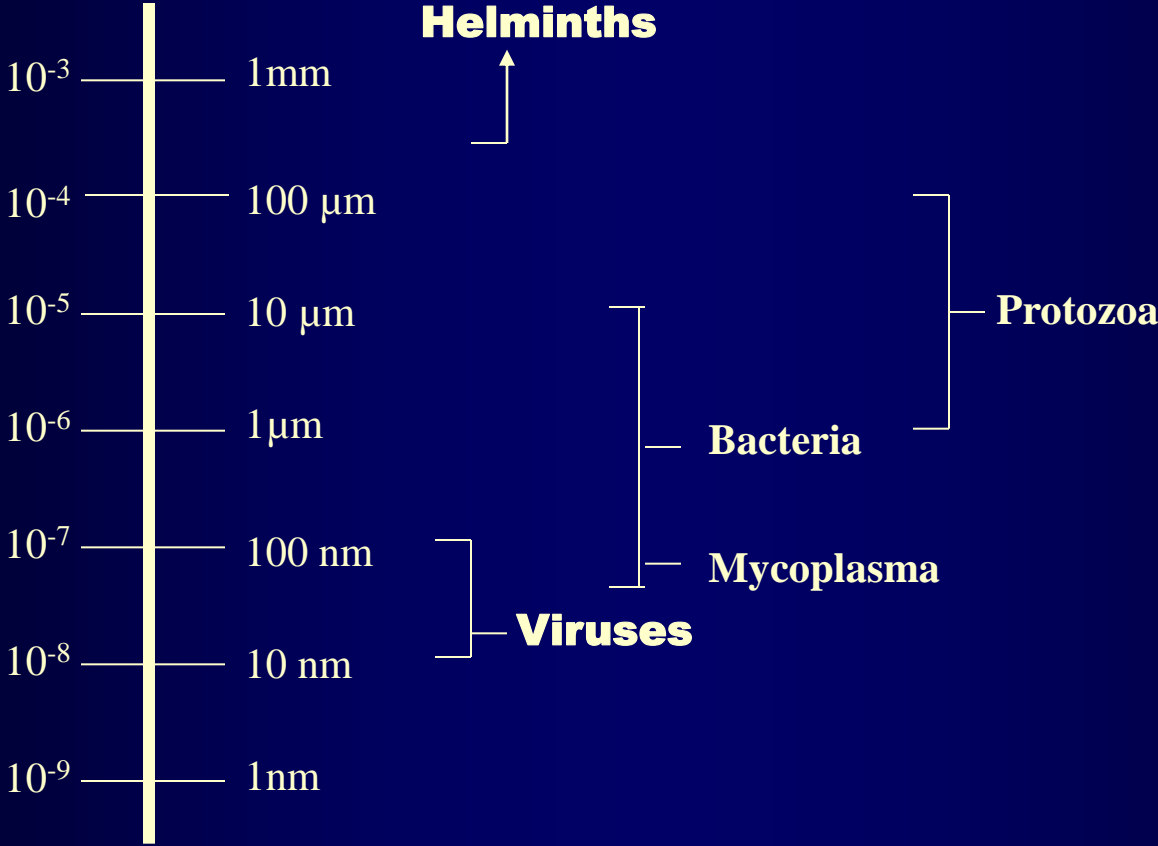 Helminths
10⁻³ 1mm
10⁻⁴ 100 µm
10⁻⁵ 10 µm
Protozoa
10⁻⁶ 1µm
Bacteria
10⁻⁷ 100 nm
Mycoplasma
Viruses
10⁻⁸ 10 nm
10⁻⁹ 1nm